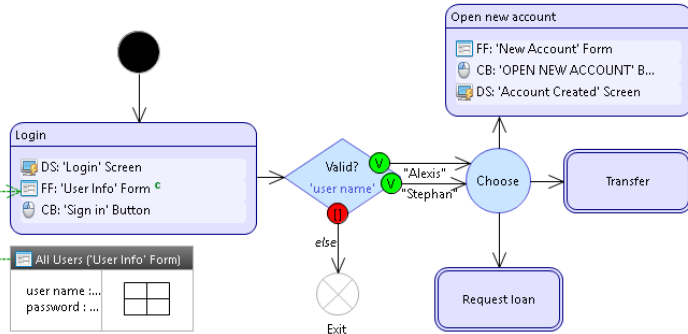 Open new account
FF: 'New Account' Form
CB: 'OPEN NEW ACCOUNT' B...
DS: 'Account Created' Screen
Login
DS: 'Login' Screen
FF: 'User Info' Form c
CB: 'Sign in' Button
Valid?
'user name'
V
V
[]
"Alexis"
"Stephan"
else
Exit
Choose
Transfer
Request loan
All Users ('User Info' Form)
user name :...
password : ...